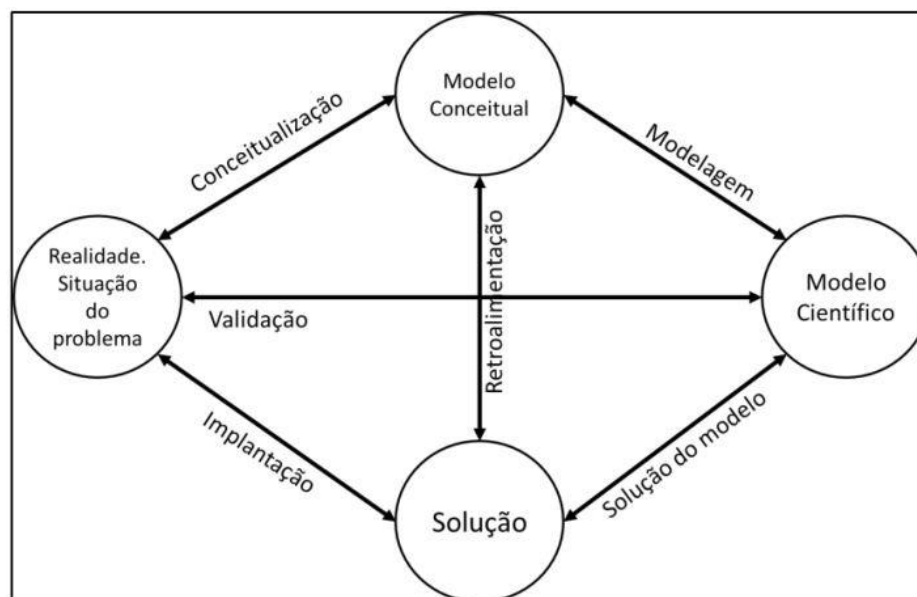 Modelo
Conceitual
Conceitualização
Modelagem
Realidade.
Situação
do
problema
Retroalimentação
Modelo
Científico
Validação
Implantação
Solução
Solução do modelo